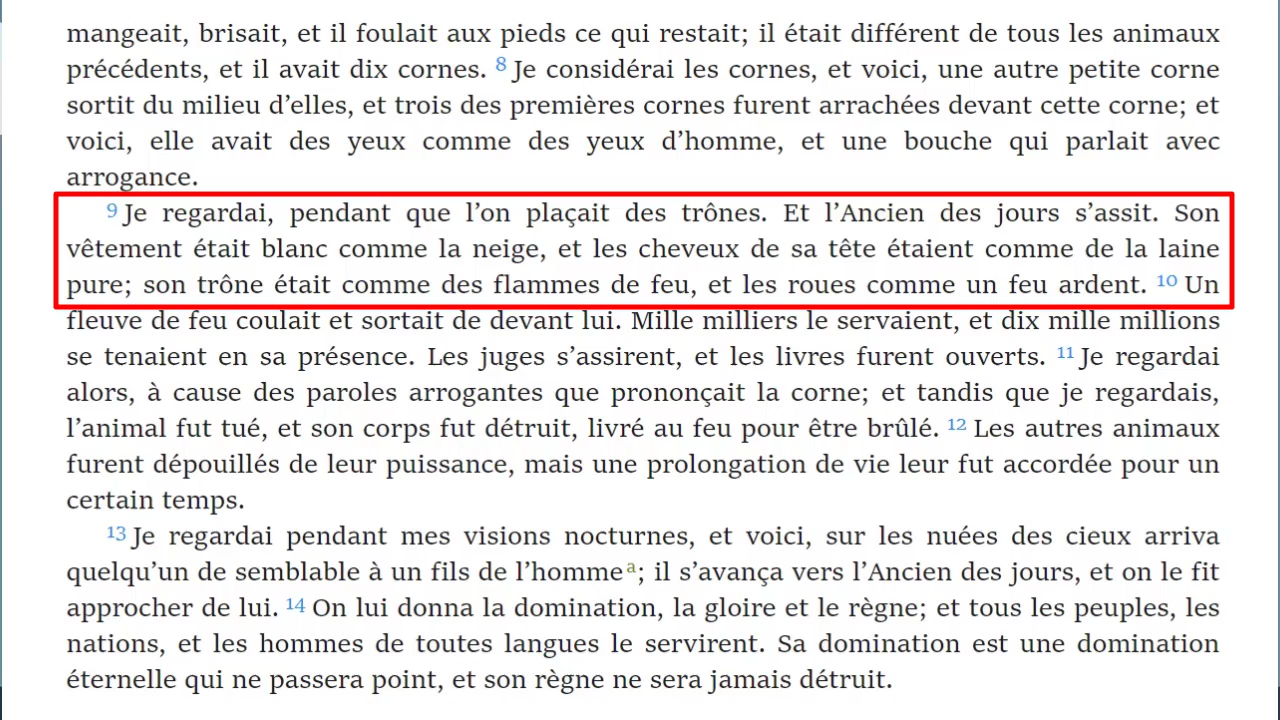 mangeait, brisait, et il foulait aux pieds ce qui restait; il était différent de tous les animaux
précédents, et il avait dix cornes. 8 Je considérai les cornes, et voici, une autre petite corne
sortit du milieu d’elles, et trois des premières cornes furent arrachées devant cette corne; et
voici, elle avait des yeux comme des yeux d’homme, et une bouche qui parlait avec
arrogance.
9 Je regardai, pendant que l’on plaçait des trônes. Et l’Ancien des jours s’assit. Son
vêtement était blanc comme la neige, et les cheveux de sa tête étaient comme de la laine
pure; son trône était comme des flammes de feu, et les roues comme un feu ardent. 10 Un
fleuve de feu coulait et sortait de devant lui. Mille milliers le servaient, et dix mille millions
se tenaient en sa présence. Les juges s’assirent, et les livres furent ouverts. 11 Je regardai
alors, à cause des paroles arrogantes que prononçait la corne; et tandis que je regardais,
l’animal fut tué, et son corps fut détruit, livré au feu pour être brûlé. 12 Les autres animaux
furent dépouillés de leur puissance, mais une prolongation de vie leur fut accordée pour un
certain temps.
13 Je regardai pendant mes visions nocturnes, et voici, sur les nuées des cieux arriva
quelqu’un de semblable à un fils de l’homme a; il s’avança vers l’Ancien des jours, et on le fit
approcher de lui. 14 On lui donna la domination, la gloire et le règne; et tous les peuples, les
nations, et les hommes de toutes langues le servirent. Sa domination est une domination
éternelle qui ne passera point, et son règne ne sera jamais détruit.